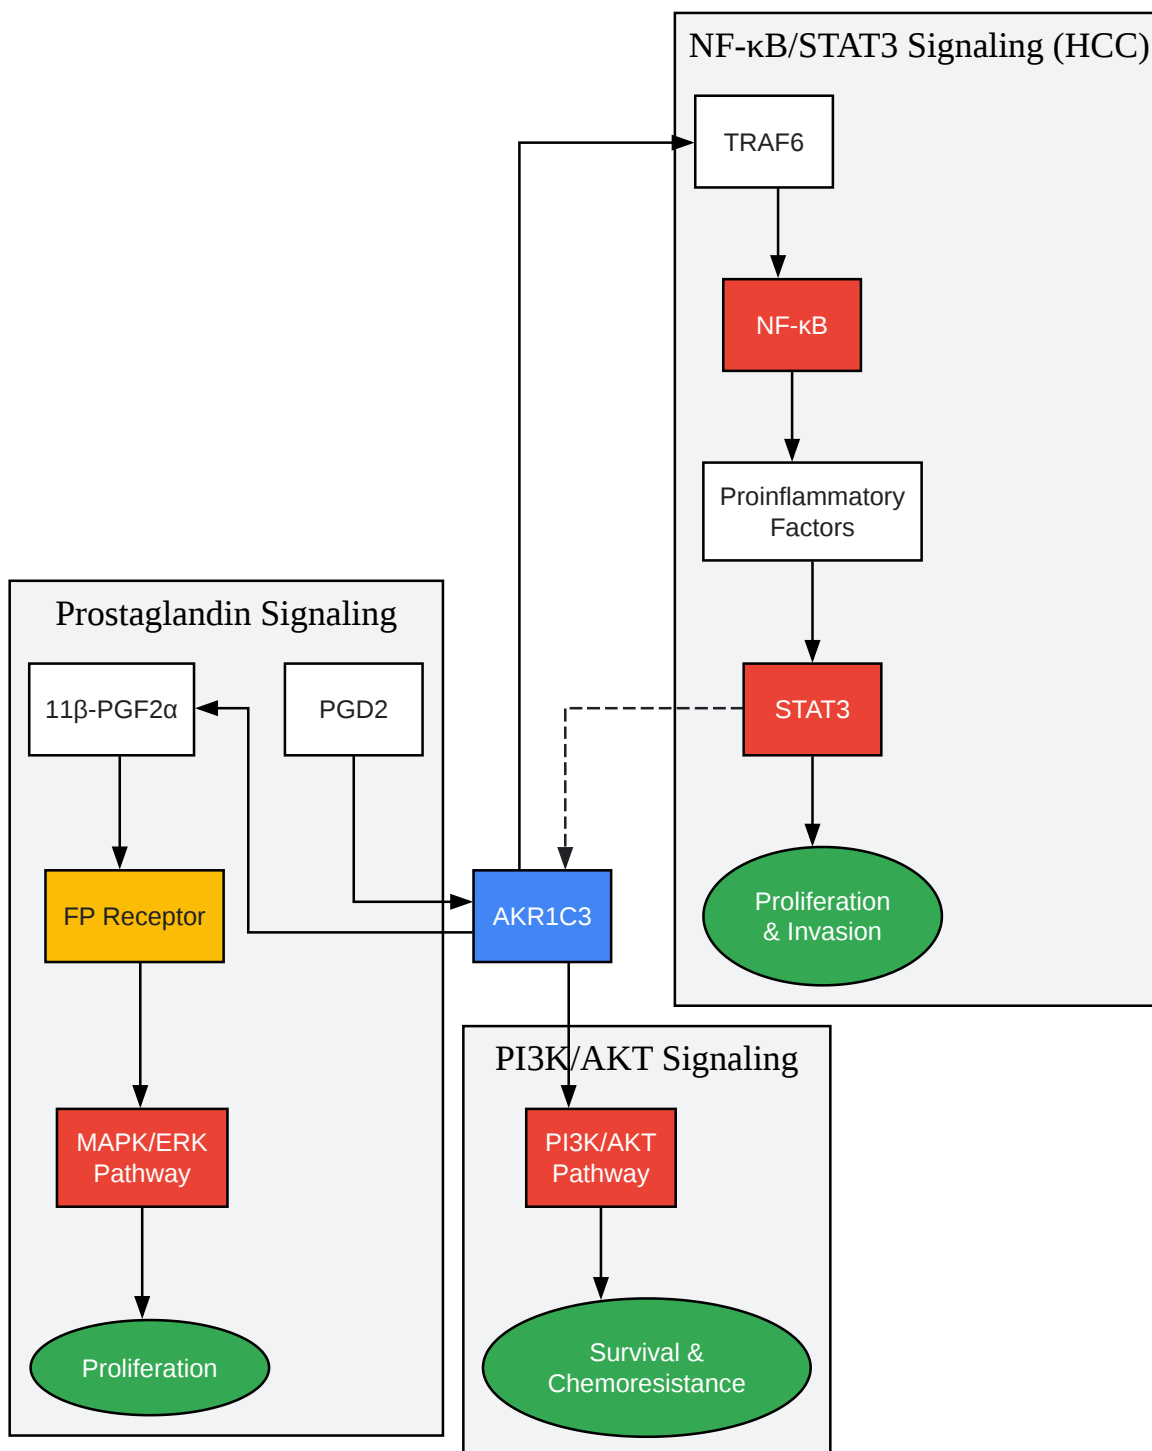 NF-κB/STAT3 Signaling (HCC)
TRAF6
NF-κB
Proinflammatory
Factors
STAT3
Proliferation
& Invasion
Prostaglandin Signaling
11β-PGF2α
PGD2
FP Receptor
AKR1C3
MAPK/ERK
Pathway
Proliferation
PI3K/AKT Signaling
PI3K/AKT
Pathway
Survival &
Chemoresistance